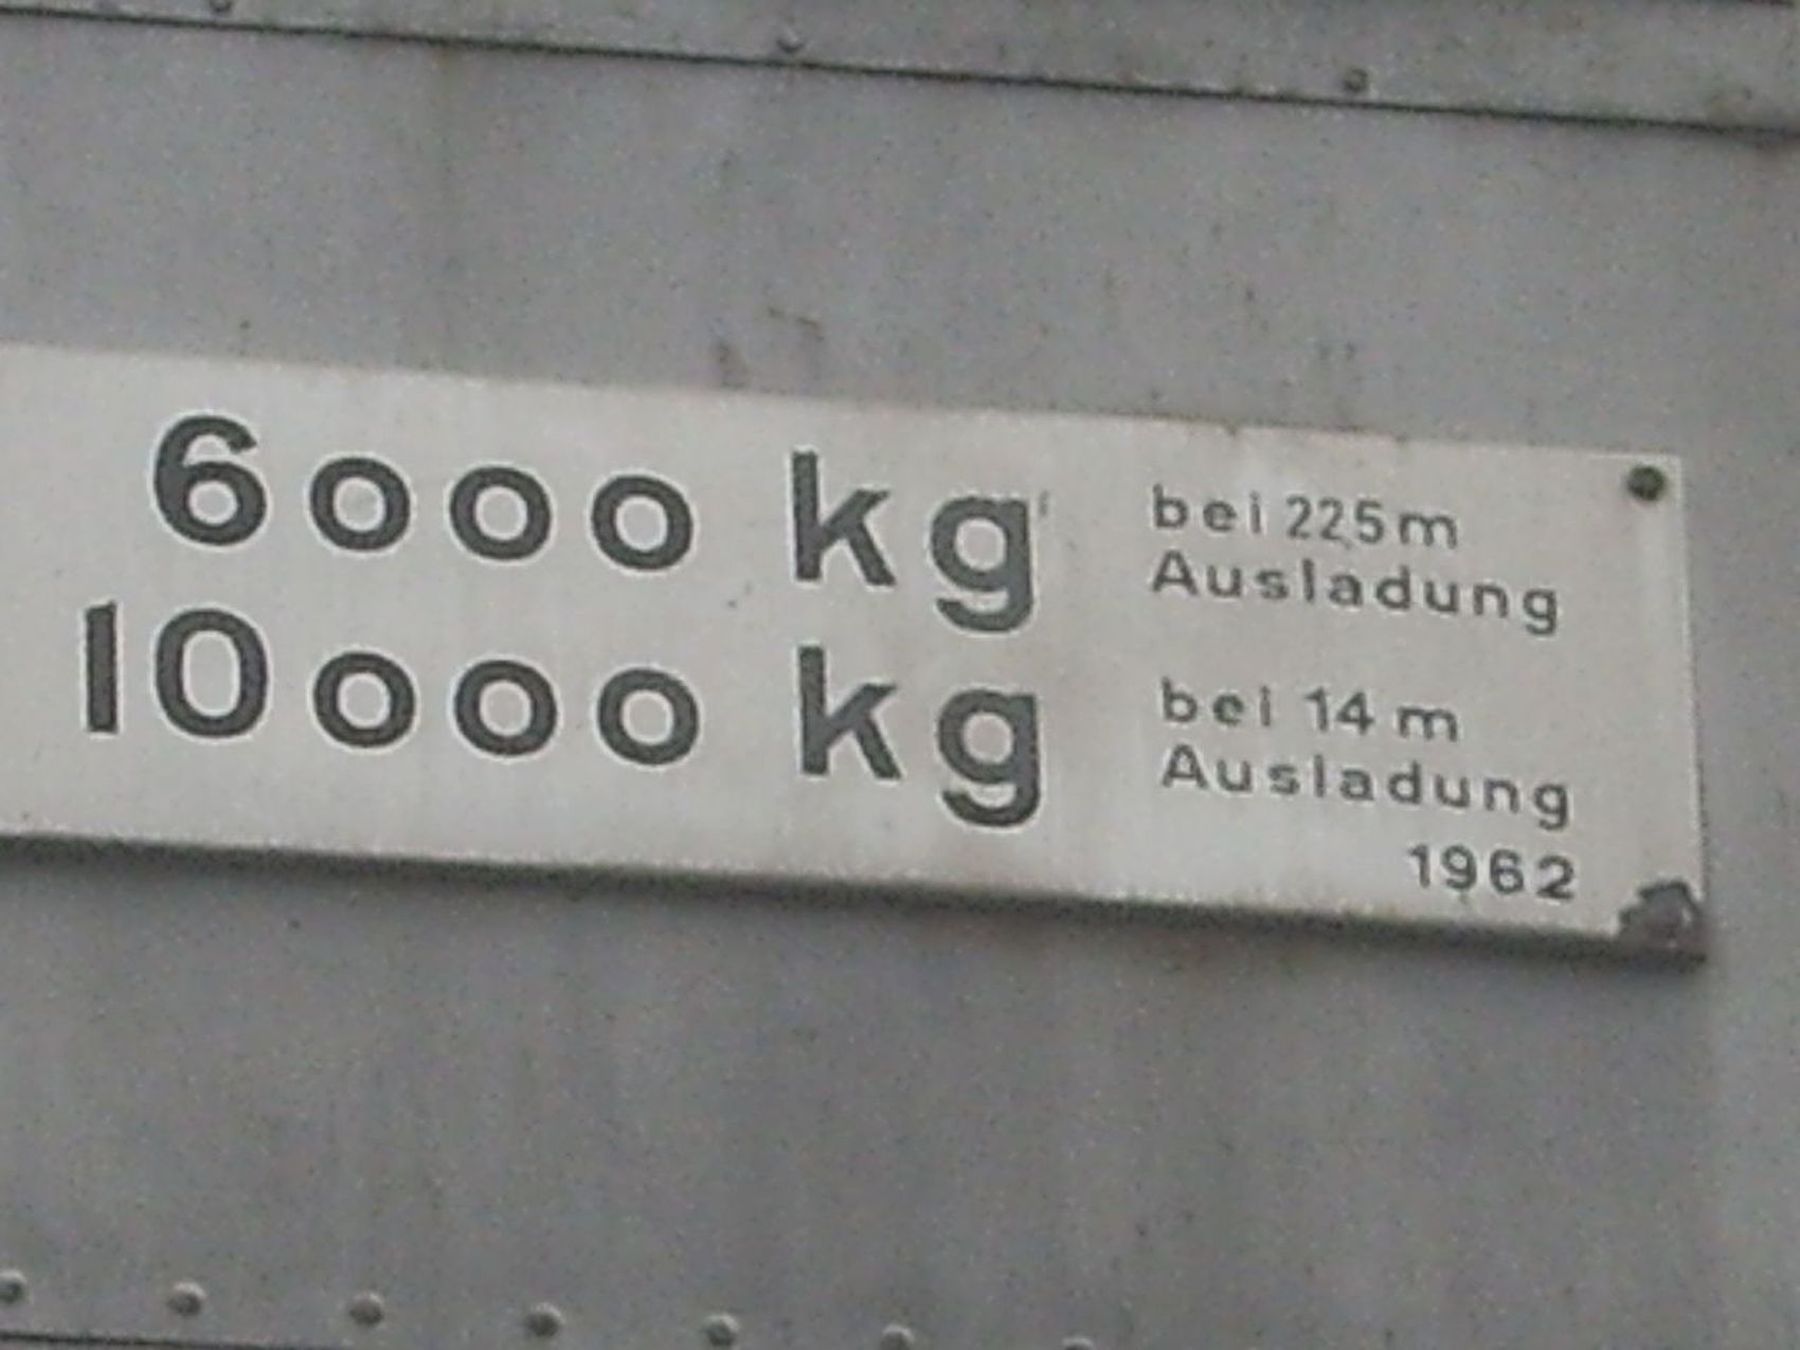 6000 kg bei 22,5 m
Ausladung
10000 kg bei 14 m
Ausladung
1962